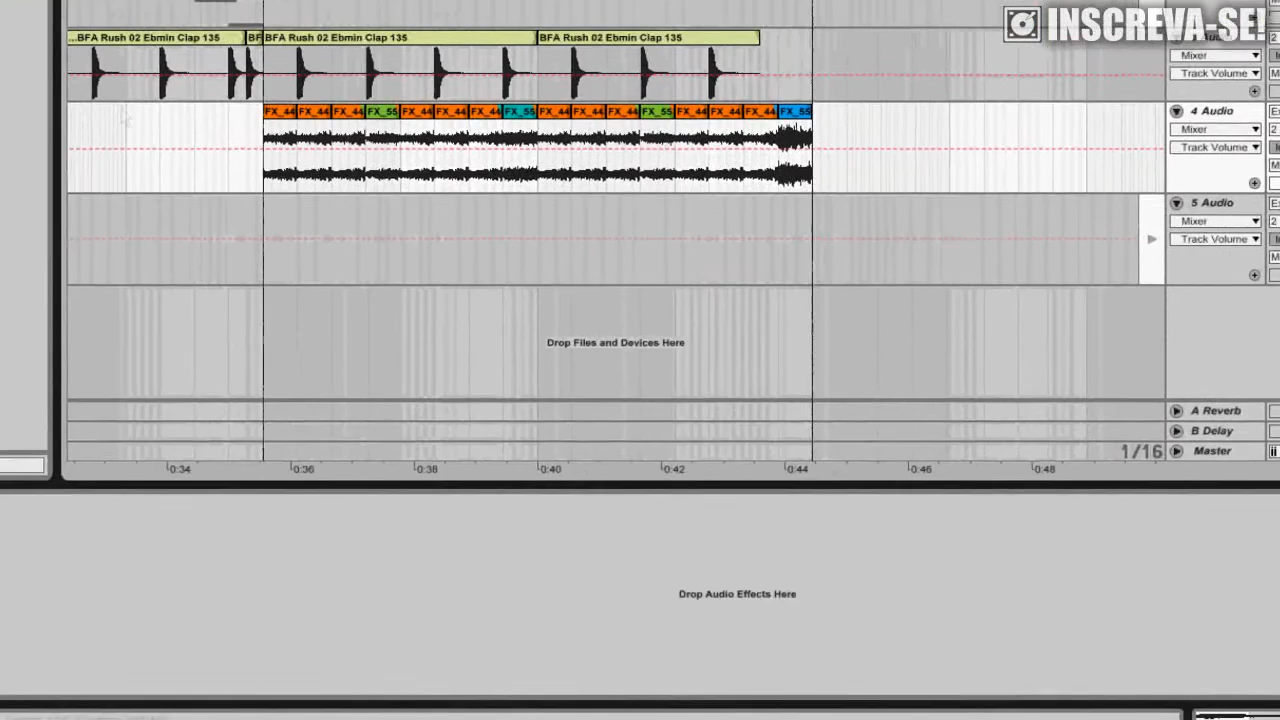 INSCREVA-SE!
...BFA Rush 02 Ebmin Clap 135
BF
BFA Rush 02 Ebmin Clap 135
BFA Rush 02 Ebmin Clap 135
Mixer
Track Volume
FX_44 FX_44 FX_44 FX_55 FX_44 FX_44 FX_44 FX_55 FX_44 FX_44 FX_44 FX_55 FX_44 FX_44 FX_44 FX_55
4 Audio
Mixer
Track Volume
5 Audio
Mixer
Track Volume
Drop Files and Devices Here
A Reverb
B Delay
1/16
Master
0:34 0:36 0:38 0:40 0:42 0:44 0:46 0:48
Drop Audio Effects Here